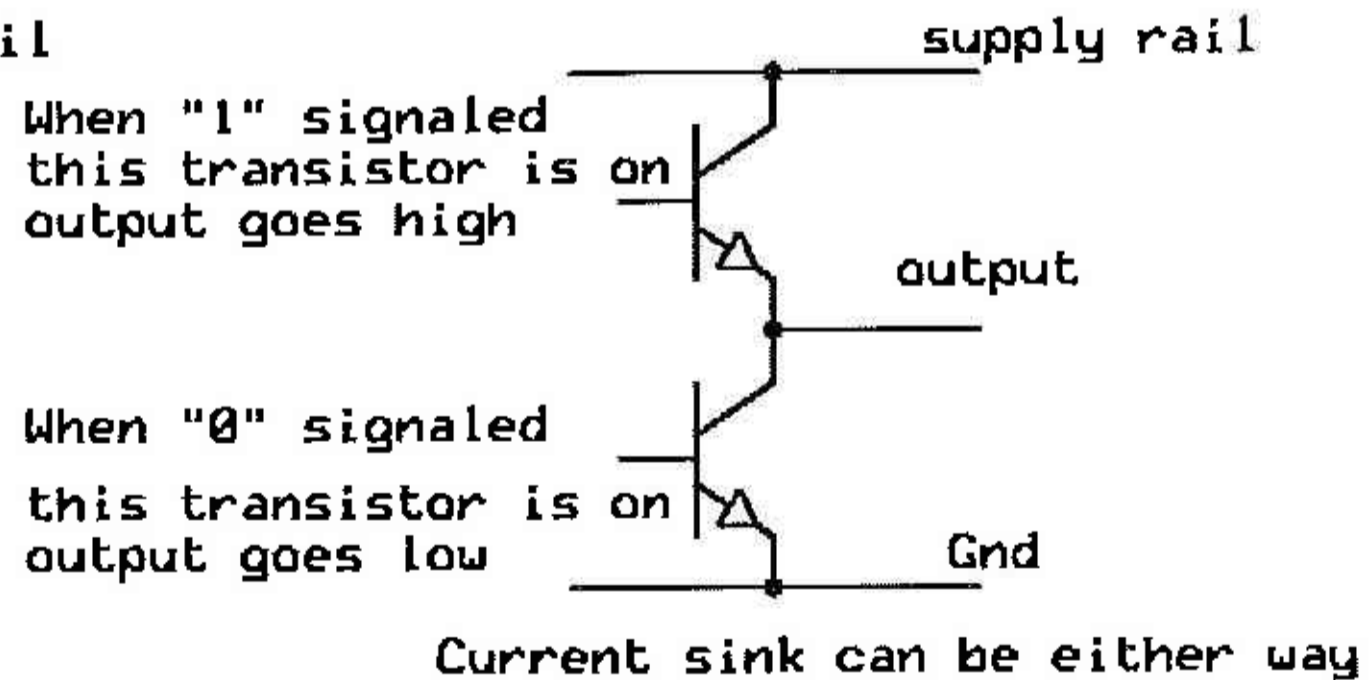 il
supply rail
When "1" signaled
this transistor is on
output goes high
output
When "0" signaled
this transistor is on
output goes low
Gnd
Current sink can be either way